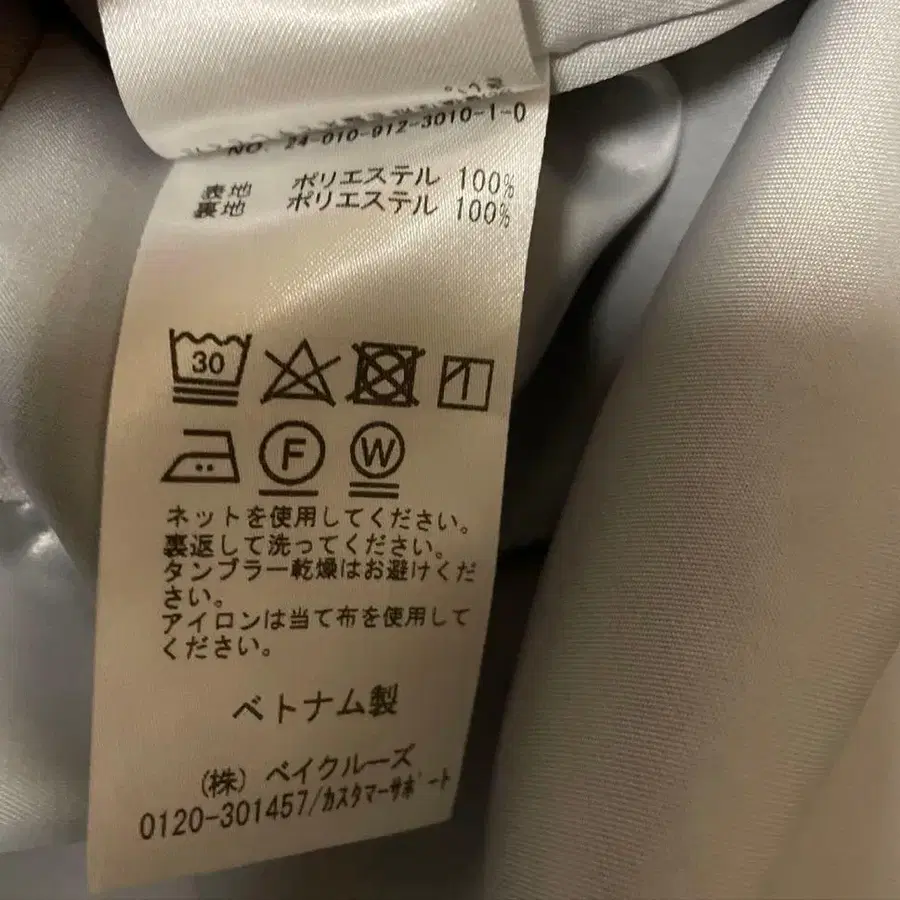 NO. 24-010-912-3010-1-0
表地 ポリエステル 100%
裏地 ポリエステル 100%
30
F
W
ネットを使用してください。
裏返して洗ってください。
タンブラー乾燥はお避けくだ
さい。
アイロンは当て布を使用して
ください。
ベトナム製
(株) ベイクルーズ
0120-301457/カスタマーサポート